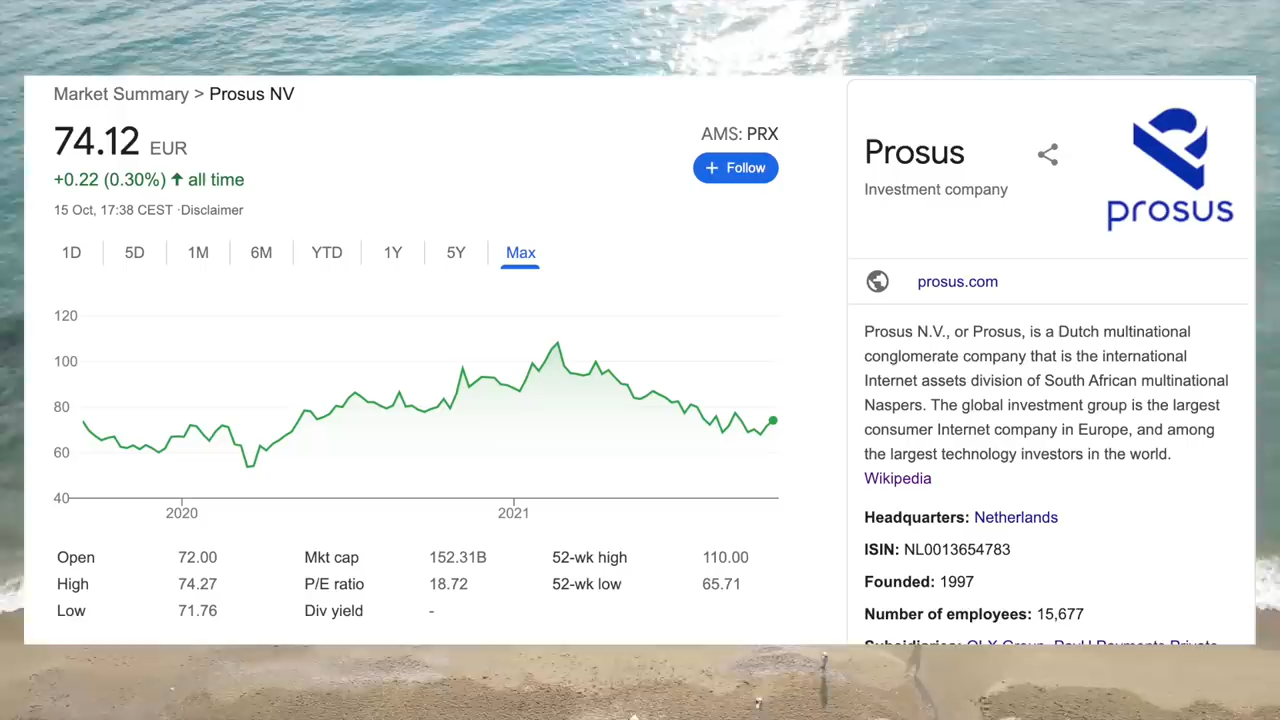 Market Summary > Prosus NV
74.12 EUR
+0.22 (0.30%) ↑ all time
15 Oct, 17:38 CEST ·Disclaimer
AMS: PRX
+ Follow
1D 5D 1M 6M YTD 1Y 5Y Max
120
100
80
60
40
2020 2021
Open 72.00 Mkt cap 152.31B 52-wk high 110.00
High 74.27 P/E ratio 18.72 52-wk low 65.71
Low 71.76 Div yield -
Prosus
Investment company
prosus
prosus.com
Prosus N.V., or Prosus, is a Dutch multinational
conglomerate company that is the international
Internet assets division of South African multinational
Naspers. The global investment group is the largest
consumer Internet company in Europe, and among
the largest technology investors in the world.
Wikipedia
Headquarters: Netherlands
ISIN: NL0013654783
Founded: 1997
Number of employees: 15,677
Subsidiaries: OLX Group, PayU Payments Private